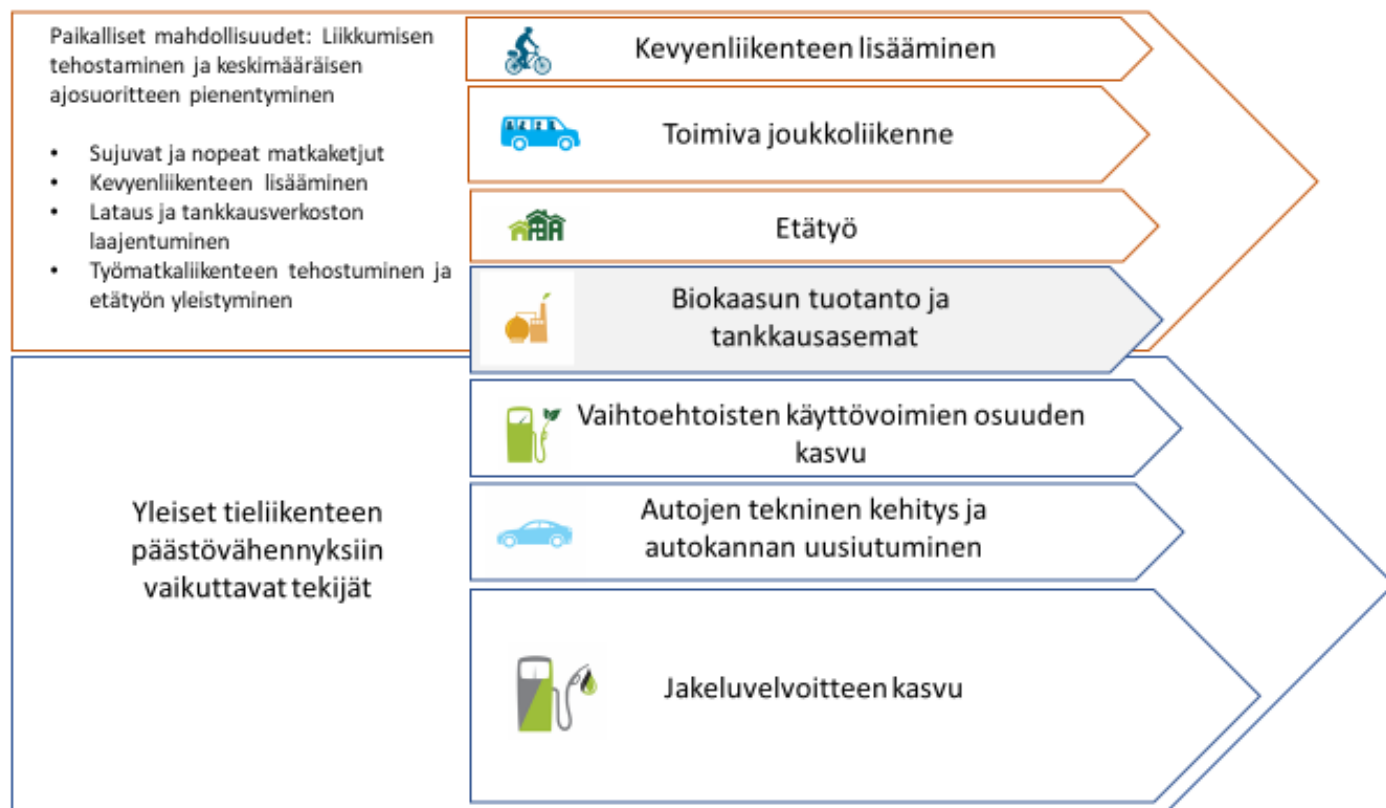 Paikalliset mahdollisuudet: Liikkumisen
tehostaminen ja keskimääräisen
ajosuoritteen pienentyminen
• Sujuvat ja nopeat matkaketjut
• Kevyenliikenteen lisääminen
• Lataus ja tankkausverkoston
laajentuminen
• Työmatkaliikenteen tehostuminen ja
etätyön yleistyminen
Kevyenliikenteen lisääminen
Toimiva joukkoliikenne
Etätyö
Biokaasun tuotanto ja
tankkausasemat
Yleiset tieliikenteen
päästövähennyksiin
vaikuttavat tekijät
Vaihtoehtoisten käyttövoimien osuuden
kasvu
Autojen tekninen kehitys ja
autokannan uusiutuminen
Jakeluvelvoitteen kasvu